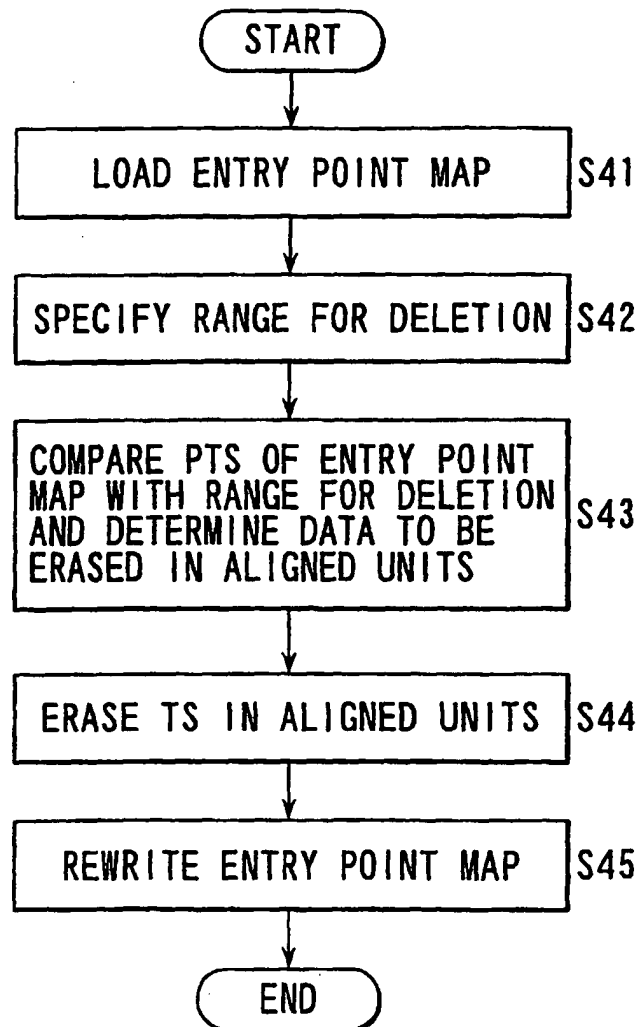 START
LOAD ENTRY POINT MAP
S41
SPECIFY RANGE FOR DELETION
S42
COMPARE PTS OF ENTRY POINT
MAP WITH RANGE FOR DELETION
AND DETERMINE DATA TO BE
ERASED IN ALIGNED UNITS
S43
ERASE TS IN ALIGNED UNITS
S44
REWRITE ENTRY POINT MAP
S45
END